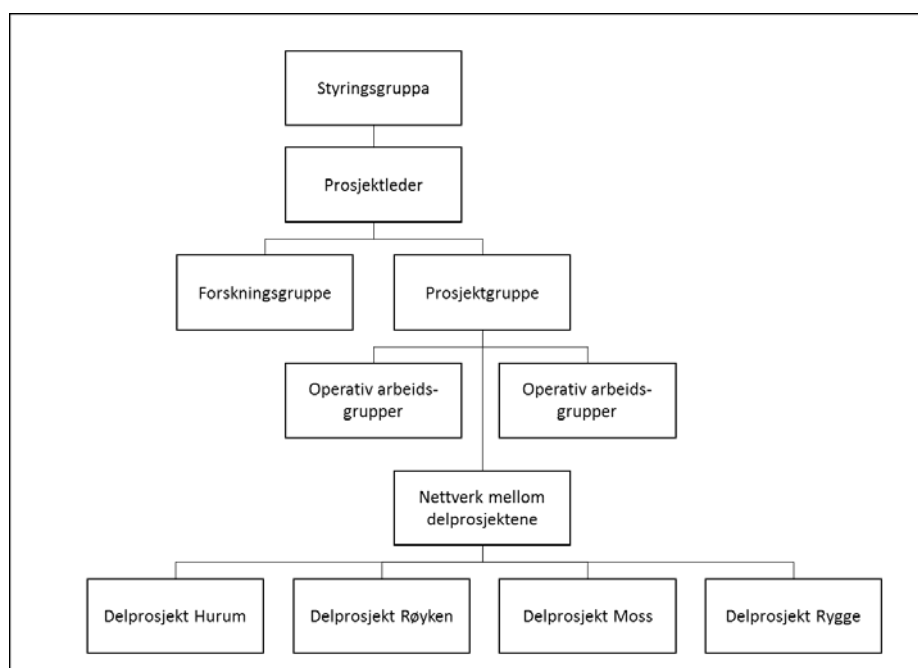 Styringsgruppa
Prosjektleder
Forskningsgruppe
Prosjektgruppe
Operativ arbeids-
grupper
Operativ arbeids-
grupper
Nettverk mellom
delprosjektene
Delprosjekt Hurum
Delprosjekt Røyken
Delprosjekt Moss
Delprosjekt Rygge